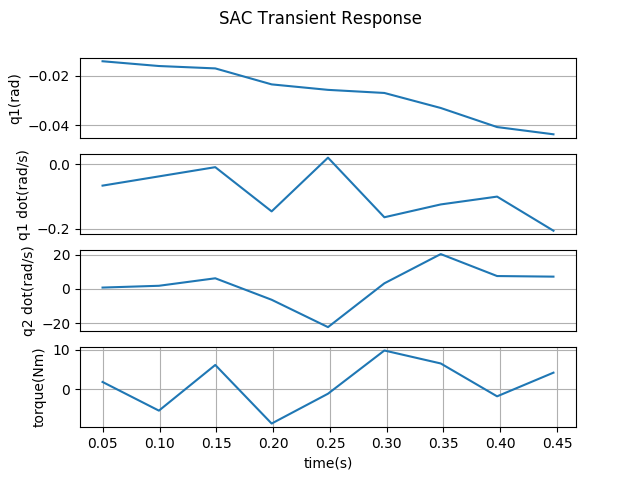 SAC Transient Response
q1(rad)
−0.02
−0.04
q1 dot(rad/s)
0.0
−0.2
q2 dot(rad/s)
20
0
−20
torque(Nm)
10
0
0.05 0.10 0.15 0.20 0.25 0.30 0.35 0.40 0.45
time(s)